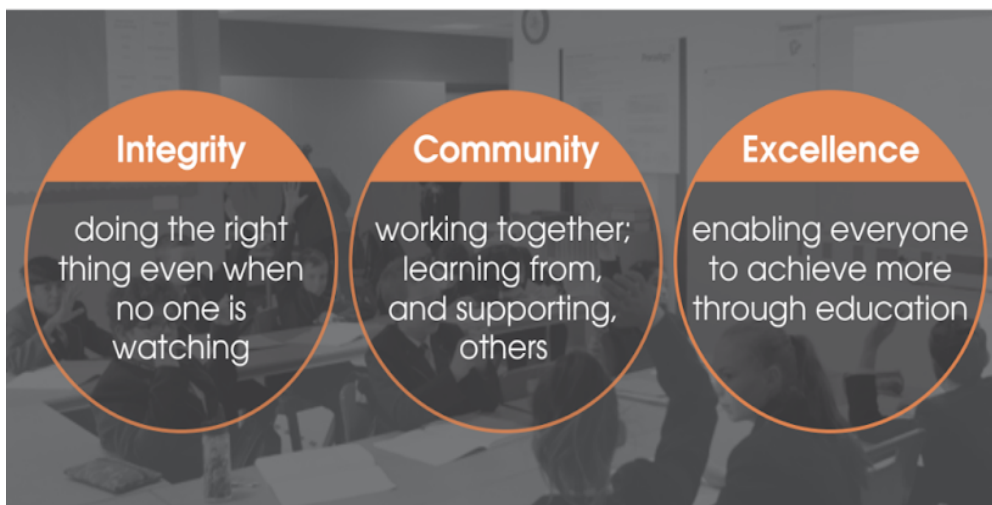 Integrity
doing the right
thing even when
no one is
watching
Community
working together;
learning from,
and supporting,
others
Excellence
enabling everyone
to achieve more
through education